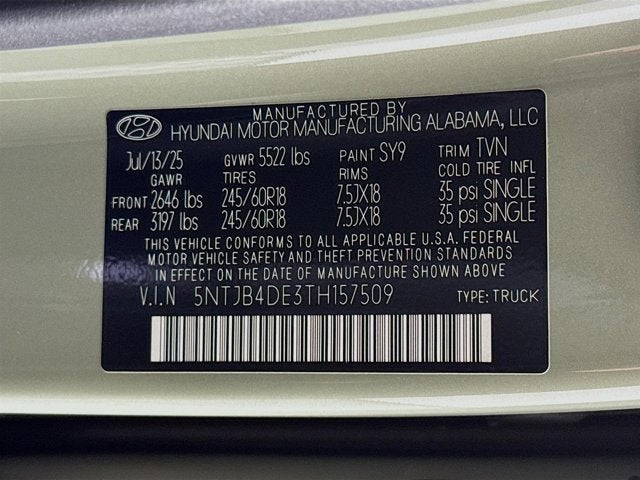 MANUFACTURED BY
HYUNDAI MOTOR MANUFACTURING ALABAMA, LLC
Jul/13/25 GVWR 5522 lbs PAINT SY9 TRIM TVN
GAWR TIRES RIMS COLD TIRE INFL
FRONT 2646 lbs 245/60R18 7.5JX18 35 psi SINGLE
REAR 3197 lbs 245/60R18 7.5JX18 35 psi SINGLE
THIS VEHICLE CONFORMS TO ALL APPLICABLE U.S.A. FEDERAL
MOTOR VEHICLE SAFETY AND THEFT PREVENTION STANDARDS
IN EFFECT ON THE DATE OF MANUFACTURE SHOWN ABOVE.
V.I.N 5NTJB4DE3TH157509 TYPE: TRUCK